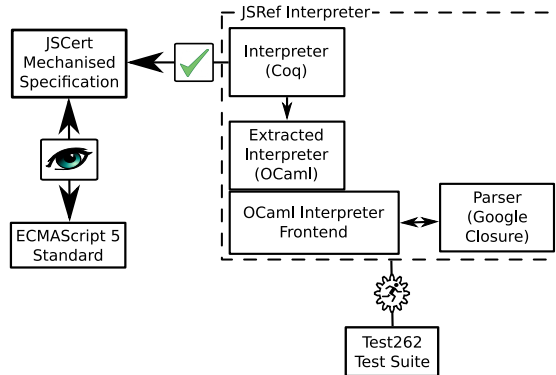 JSRef Interpreter
JSCert
Mechanised
Specification
Interpreter
(Coq)
Extracted
Interpreter
(OCaml)
OCaml Interpreter
Frontend
Parser
(Google
Closure)
ECMAScript 5
Standard
Test262
Test Suite